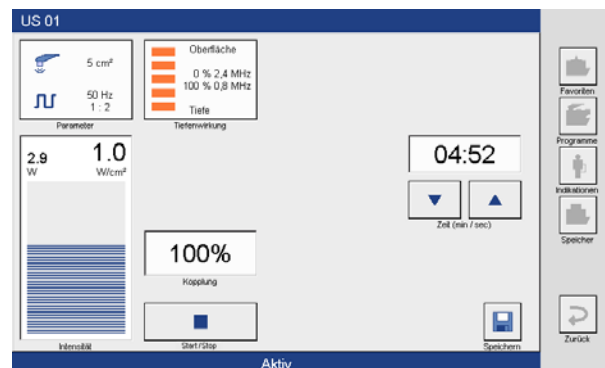 US 01
5 cm²
50 Hz
1 : 2
Parameter
Oberfläche
0 % 2,4 MHz
100 % 0,8 MHz
Tiefe
Tiefenwirkung
2.9
W
1.0
W/cm²
Intensität
100%
Kopplung
Start/Stop
04:52
Zeit (min / sec)
Speichern
Aktiv
Favoriten
Programme
Indikationen
Speicher
Zurück